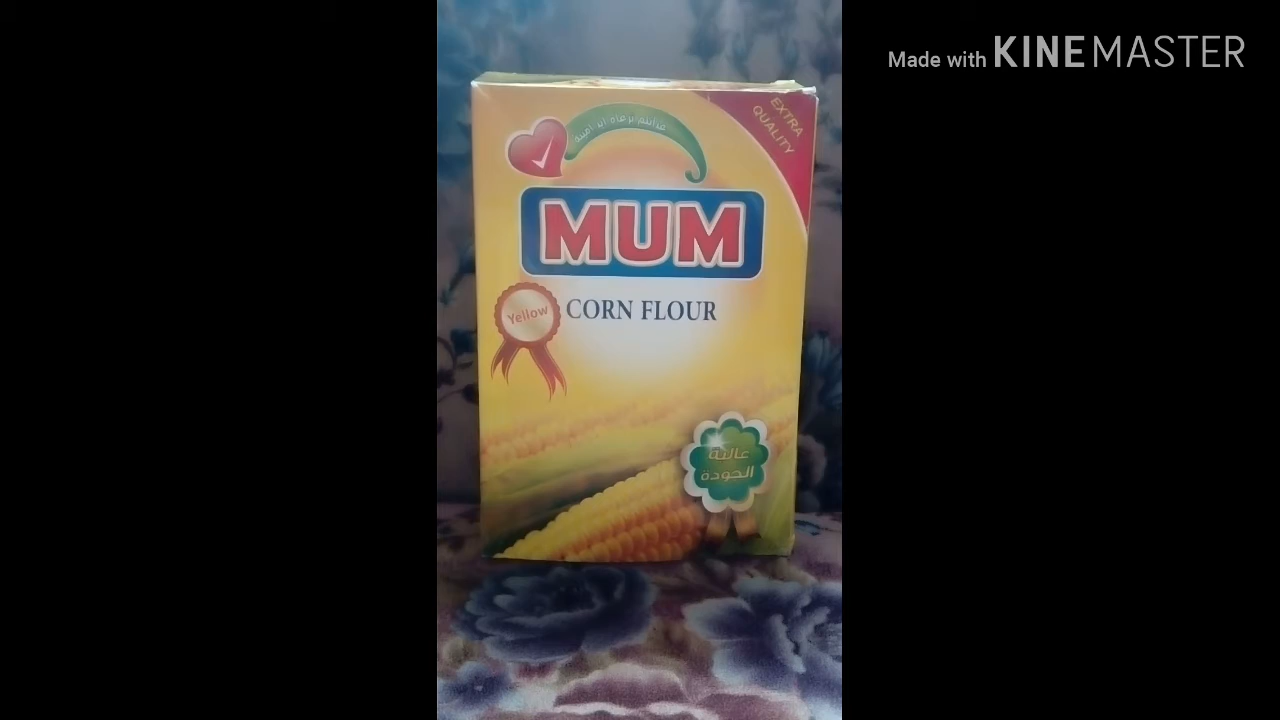 Made with KINEMASTER
EXTRA
QUALITY
MUM
Yellow
CORN FLOUR
عالية
الجودة